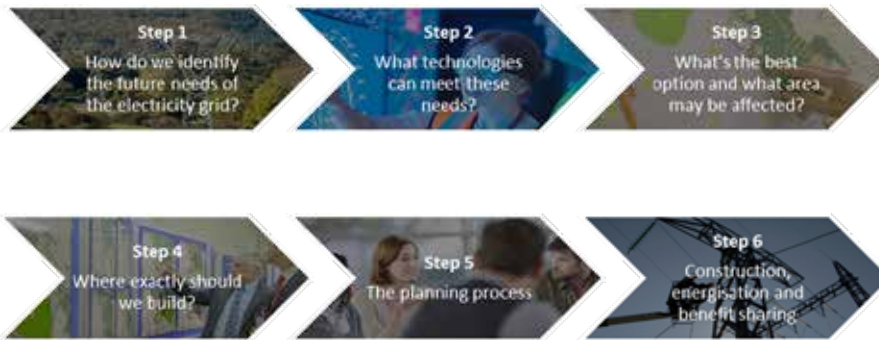 Step 1
How do we identify
the future needs of
the electricity grid?
Step 2
What technologies
can meet these
needs?
Step 3
What's the best
option and what area
may be affected?
Step 4
Where exactly should
we build?
Step 5
The planning process
Step 6
Construction,
energisation and
benefit sharing